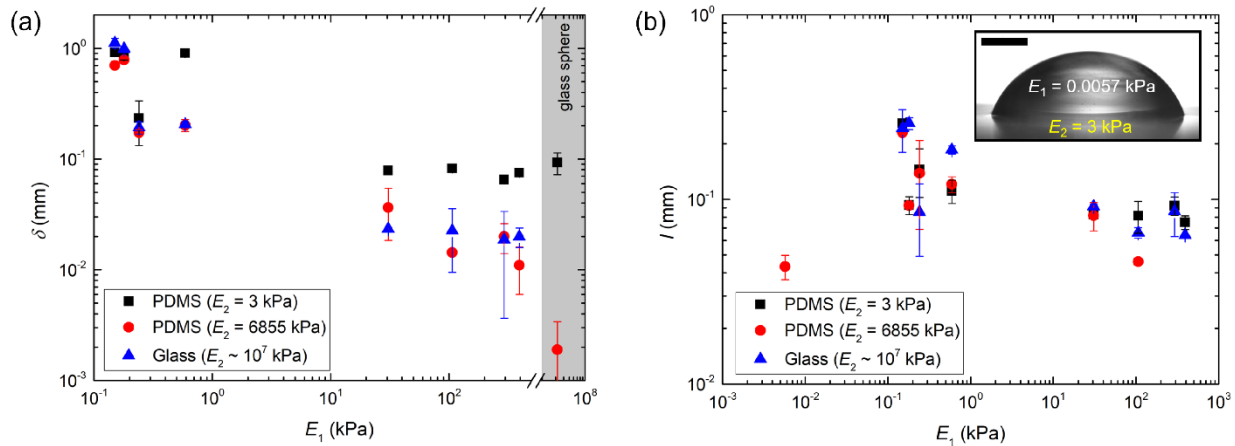 (a)
10⁰
10⁻¹
10⁻²
10⁻³
δ (mm)
glass sphere
PDMS (E₂ = 3 kPa)
PDMS (E₂ = 6855 kPa)
Glass (E₂ ~ 10⁷ kPa)
10⁻¹ 10⁰ 10¹ 10² 10³ 10⁸
E₁ (kPa)
(b)
10⁰
10⁻¹
10⁻²
l (mm)
E₁ = 0.0057 kPa
E₂ = 3 kPa
PDMS (E₂ = 3 kPa)
PDMS (E₂ = 6855 kPa)
Glass (E₂ ~ 10⁷ kPa)
10⁻³ 10⁻² 10⁻¹ 10⁰ 10¹ 10² 10³
E₁ (kPa)